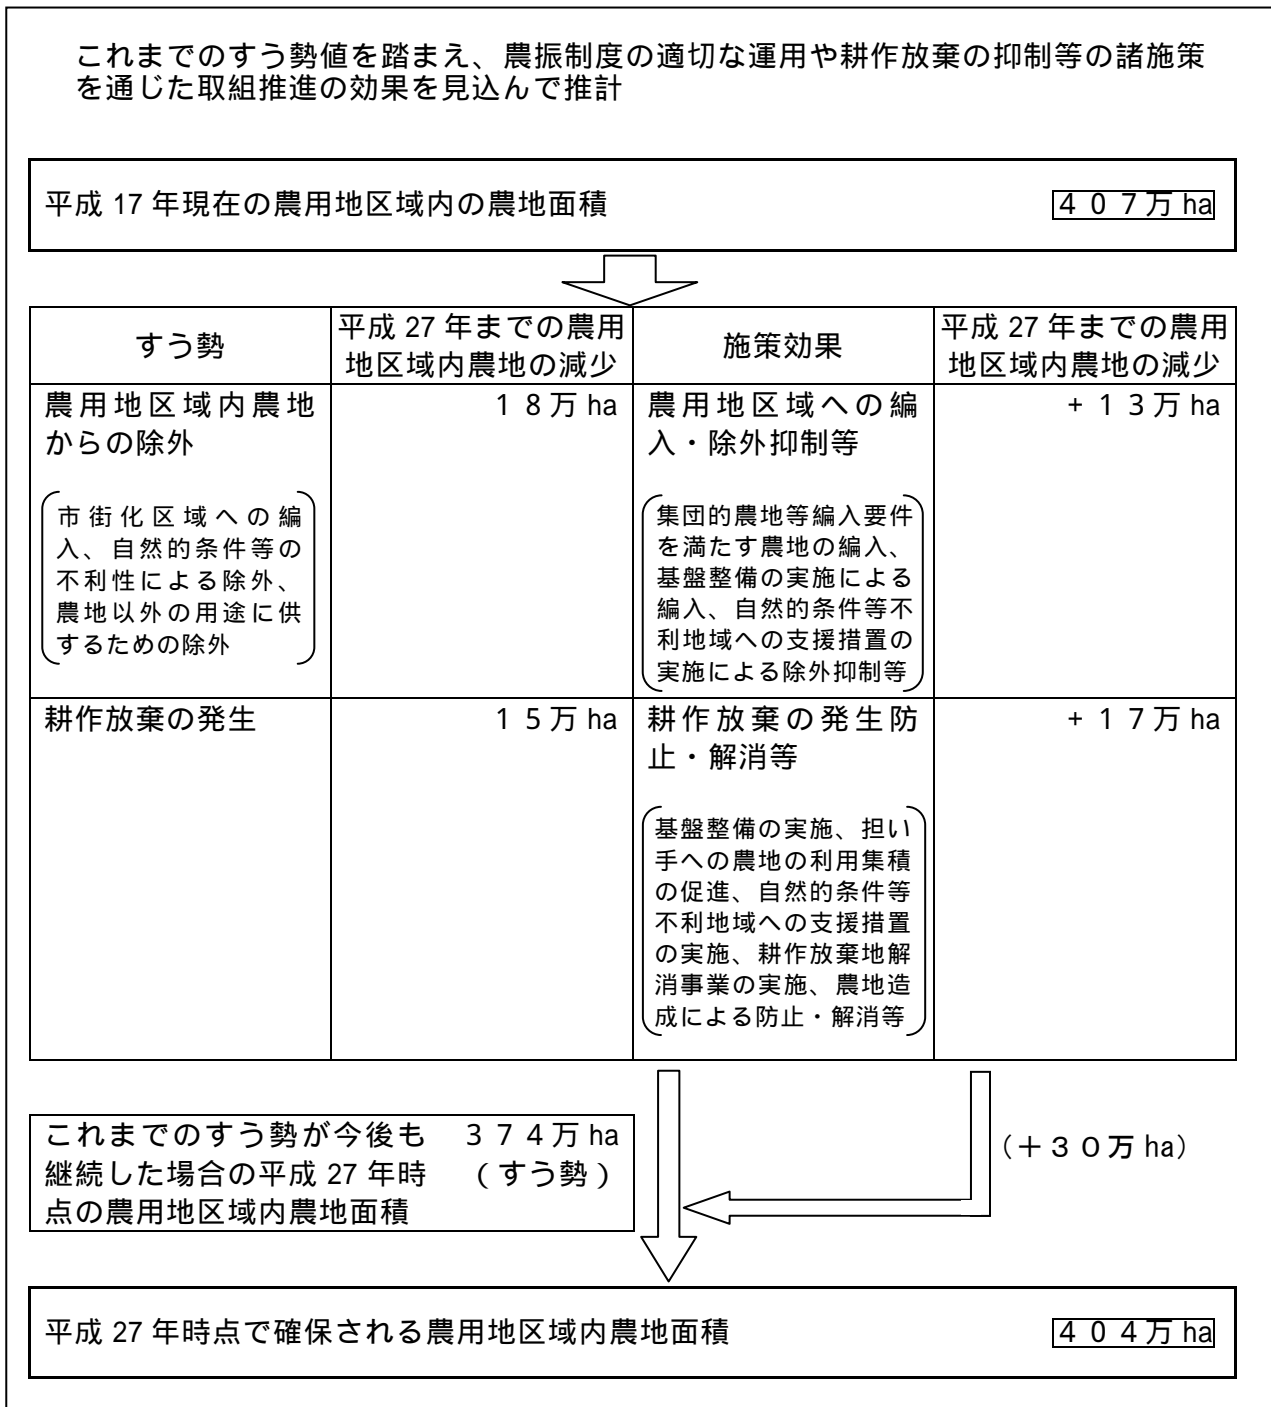 これまでのすう勢値を踏まえ、農振制度の適切な運用や耕作放棄の抑制等の諸施策
を通じた取組推進の効果を見込んで推計
平成 17 年現在の農用地区域内の農地面積
４０７万 ha
すう勢
平成 27 年までの農用
地区域内農地の減少
施策効果
平成 27 年までの農用
地区域内農地の減少
農用地区域内農地
からの除外
市街化区域への編
入、自然的条件等の
不利性による除外、
農地以外の用途に供
するための除外
１８万 ha
農用地区域への編
入・除外抑制等
集団的農地等編入要件
を満たす農地の編入、
基盤整備の実施による
編入、自然的条件等不
利地域への支援措置の
実施による除外抑制等
+１３万 ha
耕作放棄の発生
１５万 ha
耕作放棄の発生防
止・解消等
基盤整備の実施、担い
手への農地の利用集積
の促進、自然的条件等
不利地域への支援措置
の実施、耕作放棄地解
消事業の実施、農地造
成による防止・解消等
+１７万 ha
これまでのすう勢が今後も
継続した場合の平成 27 年時
点の農用地区域内農地面積
３７４万 ha
（すう勢）
（＋３０万 ha）
平成 27 年時点で確保される農用地区域内農地面積
４０４万 ha